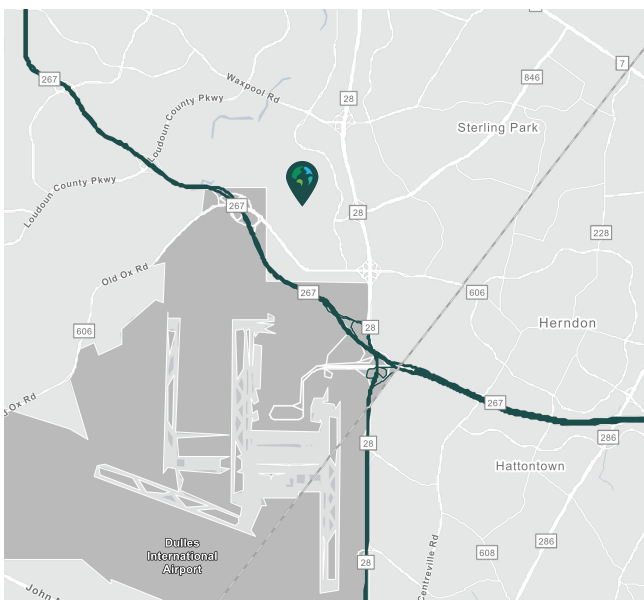 7
267
846
Waxpool Rd
28
Loudoun County Pkwy
Sterling Park
Loudoun County Pkwy
267
28
228
Old Ox Rd
267
606
28
606
Herndon
d Ox Rd
267
28
286
Hattontown
Dulles
International
Airport
286
608
Centreville Rd
28
John